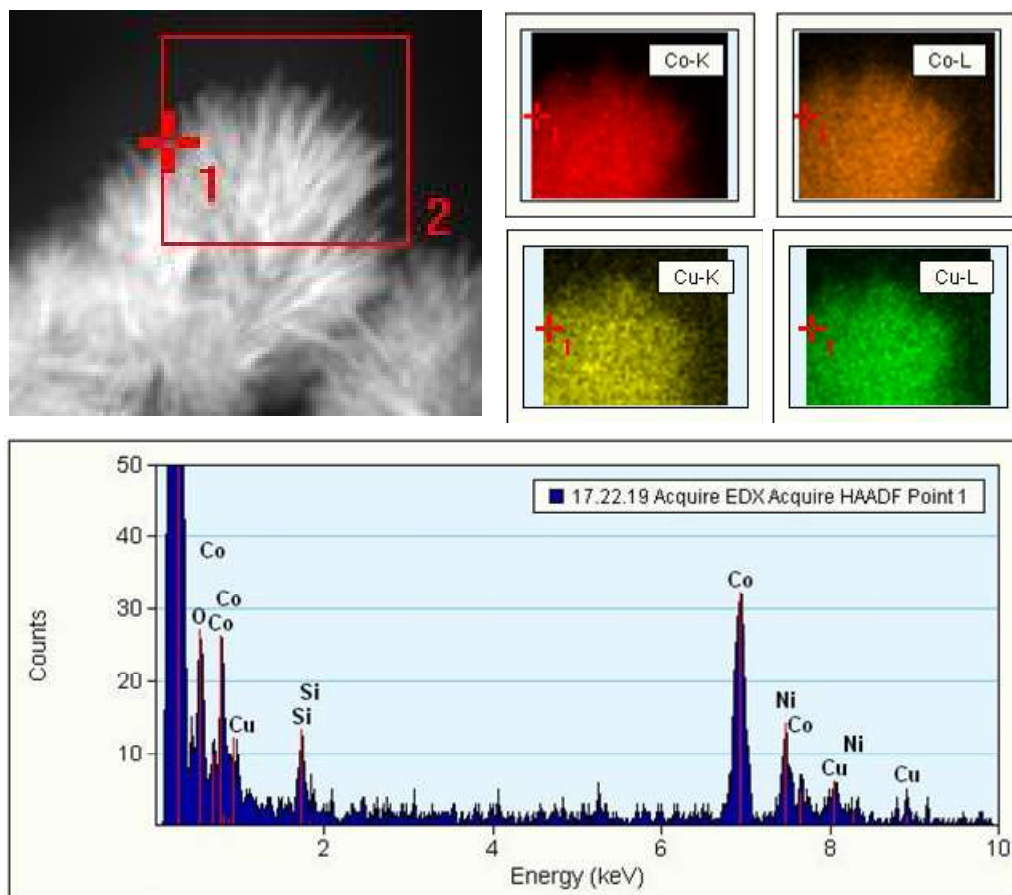 1
2
Co-K
1
Co-L
1
Cu-K
1
Cu-L
1
50
40
30
20
10
Counts
17.22.19 Acquire EDX Acquire HAADF Point 1
Co
Co
O
Co
Cu
Si
Si
Co
Ni
Co
Ni
Cu
Cu
2
4
6
8
10
Energy (keV)